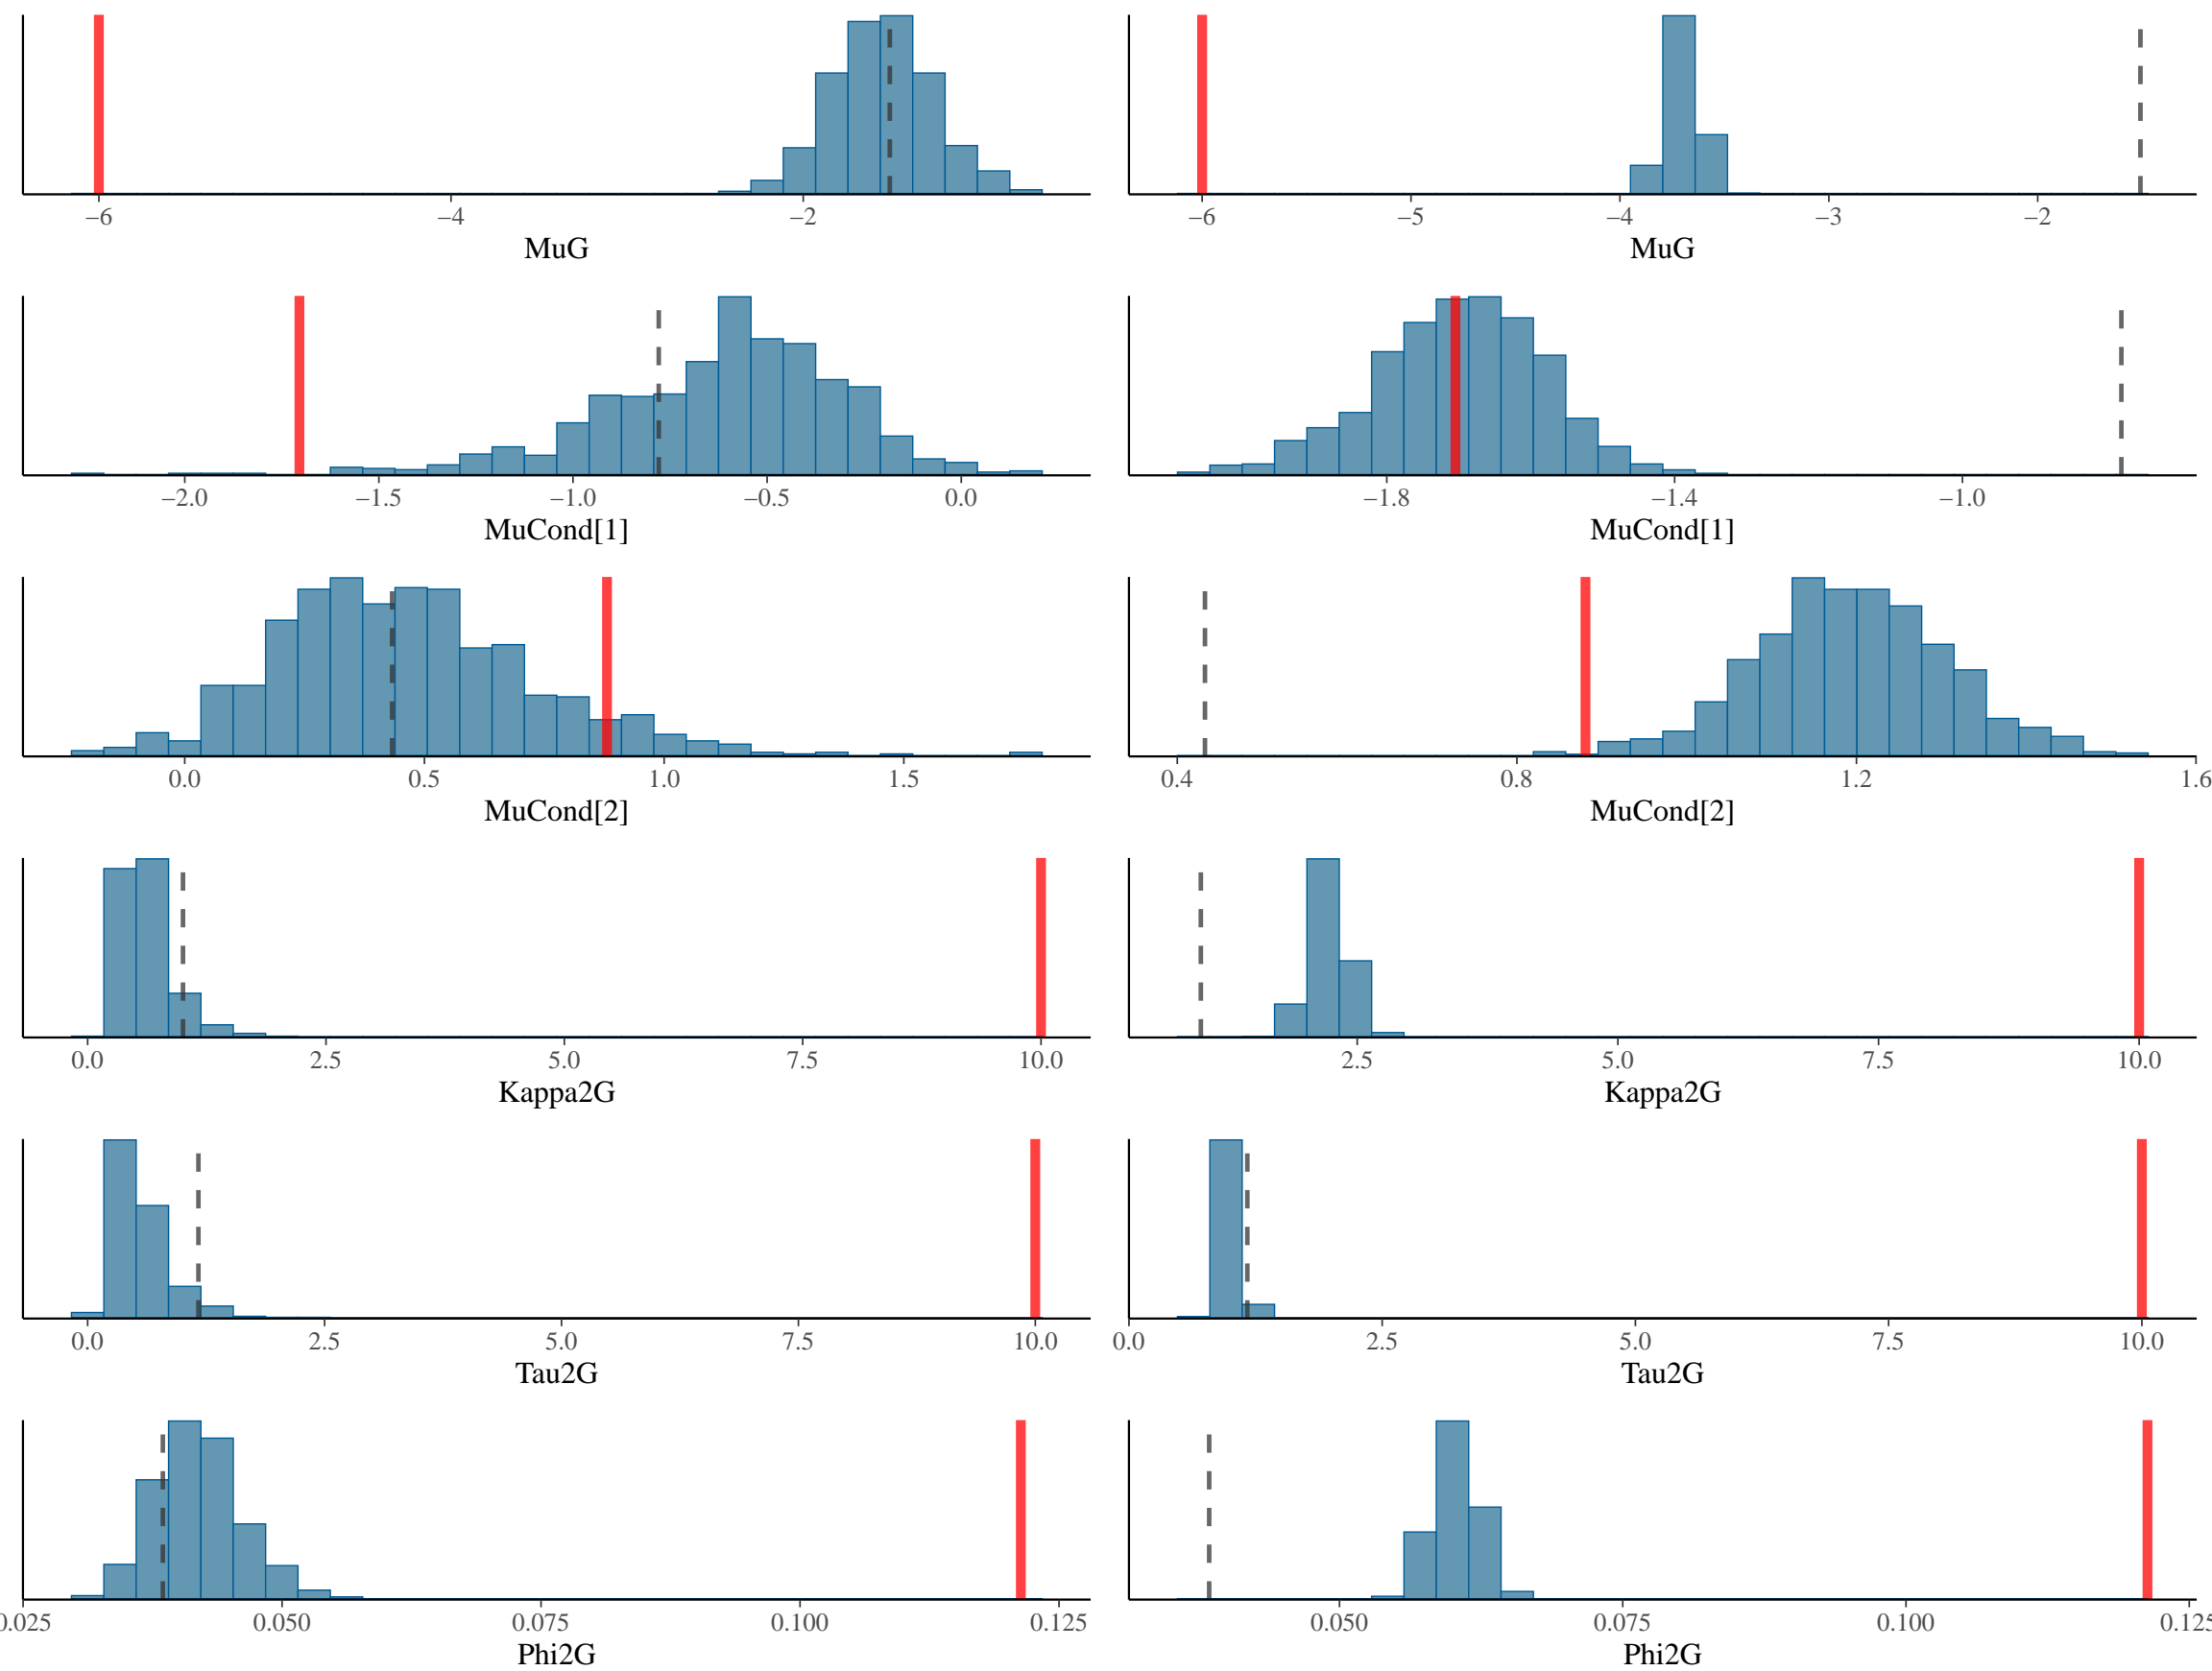 −6 −4 −2
MuG
−6 −5 −4 −3 −2
MuG
−2.0 −1.5 −1.0 −0.5 0.0
MuCond[1]
−1.8 −1.4 −1.0
MuCond[1]
0.0 0.5 1.0 1.5
MuCond[2]
0.4 0.8 1.2 1.6
MuCond[2]
0.0 2.5 5.0 7.5 10.0
Kappa2G
2.5 5.0 7.5 10.0
Kappa2G
0.0 2.5 5.0 7.5 10.0
Tau2G
0.0 2.5 5.0 7.5 10.0
Tau2G
0.025 0.050 0.075 0.100 0.125
Phi2G
0.050 0.075 0.100 0.125
Phi2G